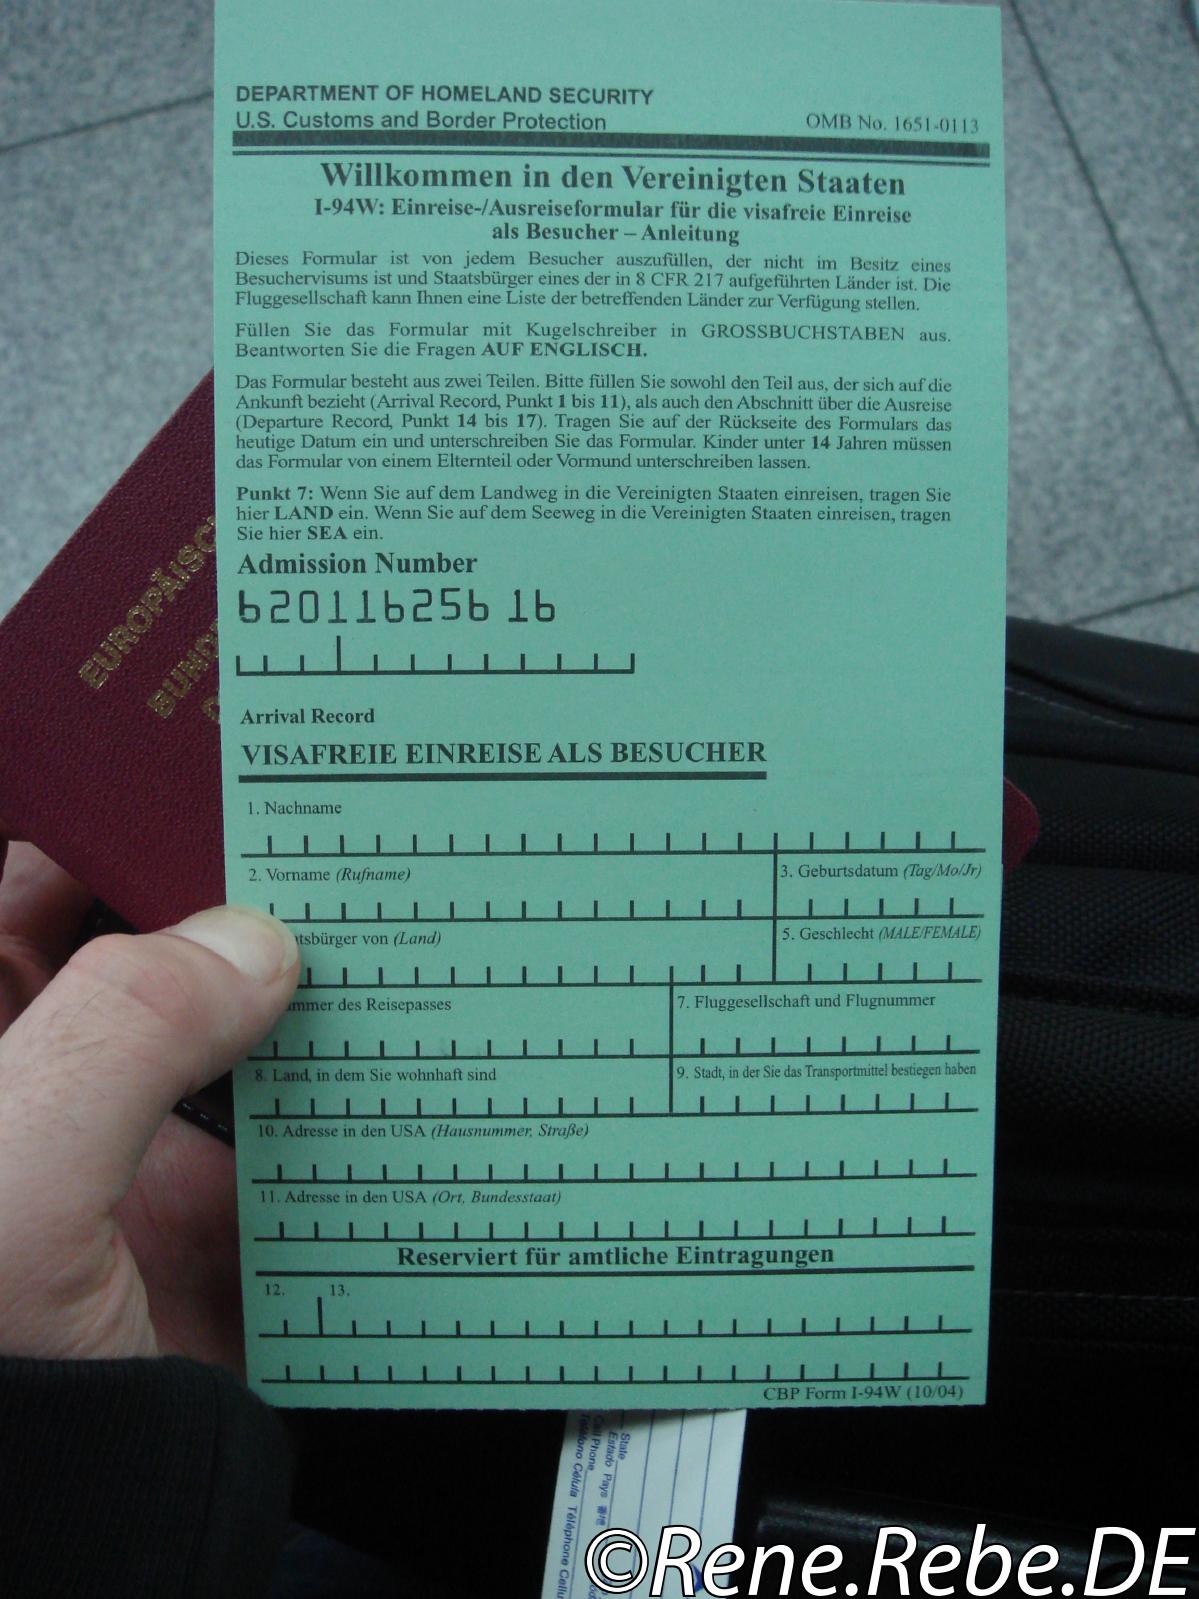 DEPARTMENT OF HOMELAND SECURITY
U.S. Customs and Border Protection
OMB No. 1651-0113
Willkommen in den Vereinigten Staaten
I-94W: Einreise-/Ausreiseformular für die visafreie Einreise
als Besucher – Anleitung
Dieses Formular ist von jedem Besucher auszufüllen, der nicht im Besitz eines
Besuchervisums ist und Staatsbürger eines der in 8 CFR 217 aufgeführten Länder ist. Die
Fluggesellschaft kann Ihnen eine Liste der betreffenden Länder zur Verfügung stellen.
Füllen Sie das Formular mit Kugelschreiber in GROSSBUCHSTABEN aus.
Beantworten Sie die Fragen AUF ENGLISCH.
Das Formular besteht aus zwei Teilen. Bitte füllen Sie sowohl den Teil aus, der sich auf die
Ankunft bezieht (Arrival Record, Punkt 1 bis 11), als auch den Abschnitt über die Ausreise
(Departure Record, Punkt 14 bis 17). Tragen Sie auf der Rückseite des Formulars das
heutige Datum ein und unterschreiben Sie das Formular. Kinder unter 14 Jahren müssen
das Formular von einem Elternteil oder Vormund unterschreiben lassen.
Punkt 7: Wenn Sie auf dem Landweg in die Vereinigten Staaten einreisen, tragen Sie
hier LAND ein. Wenn Sie auf dem Seeweg in die Vereinigten Staaten einreisen, tragen
Sie hier SEA ein.
Admission Number
620116256 16
Arrival Record
VISAFREIE EINREISE ALS BESUCHER
1. Nachname
2. Vorname (Rufname)
3. Geburtsdatum (Tag/Mo/Jr)
tsbürger von (Land)
5. Geschlecht (MALE/FEMALE)
mmer des Reisepasses
7. Fluggesellschaft und Flugnummer
8. Land, in dem Sie wohnhaft sind
9. Stadt, in der Sie das Transportmittel bestiegen haben
10. Adresse in den USA (Hausnummer, Straße)
11. Adresse in den USA (Ort, Bundesstaat)
Reserviert für amtliche Eintragungen
12.
13.
CBP Form I-94W (10/04)
EUROPÄISC
BUND
State
Estado Pays
Cell Phone
Teléfono Célula Téléphone Cellu
©Rene.Rebe.DE